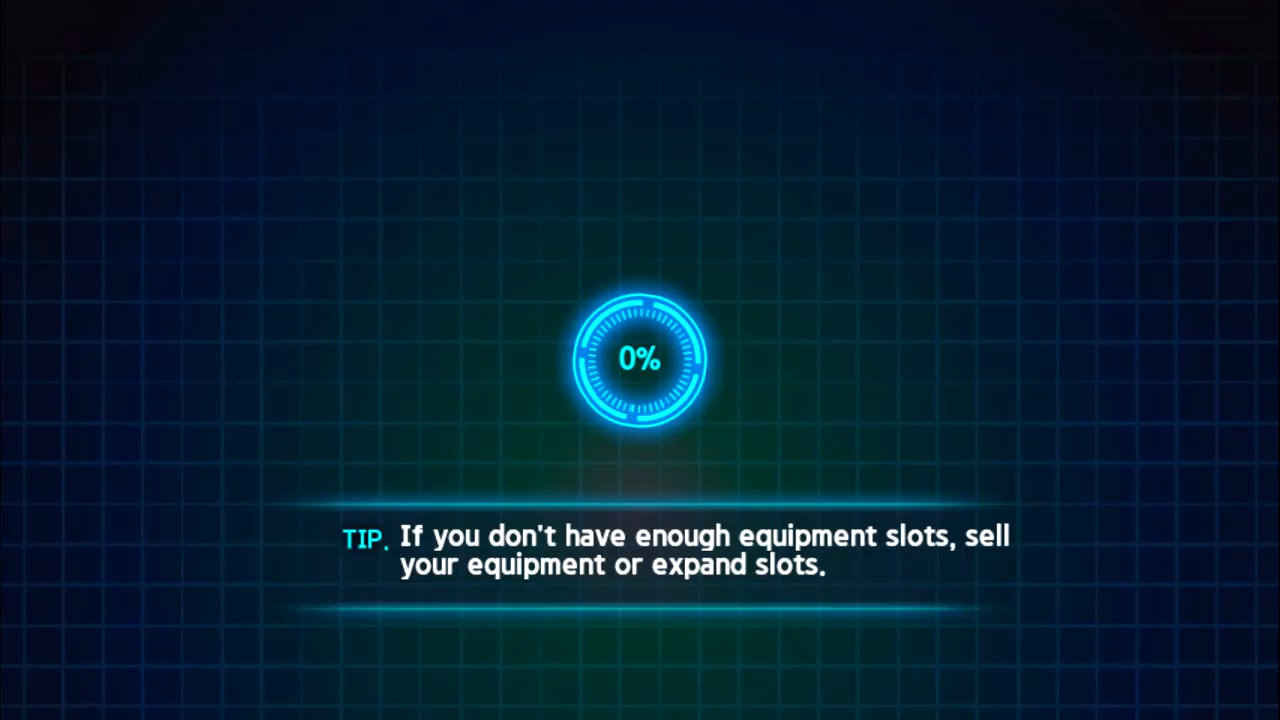 0%
TIP. If you don't have enough equipment slots, sell
your equipment or expand slots.